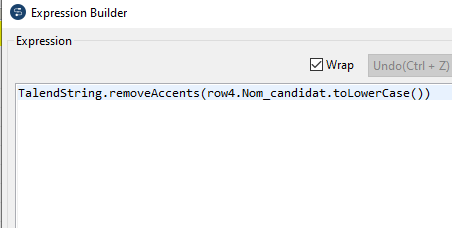 Expression Builder
Expression
Wrap
Undo(Ctrl + Z)
TalendString.removeAccents(row4.Nom_candidat.toLowerCase())